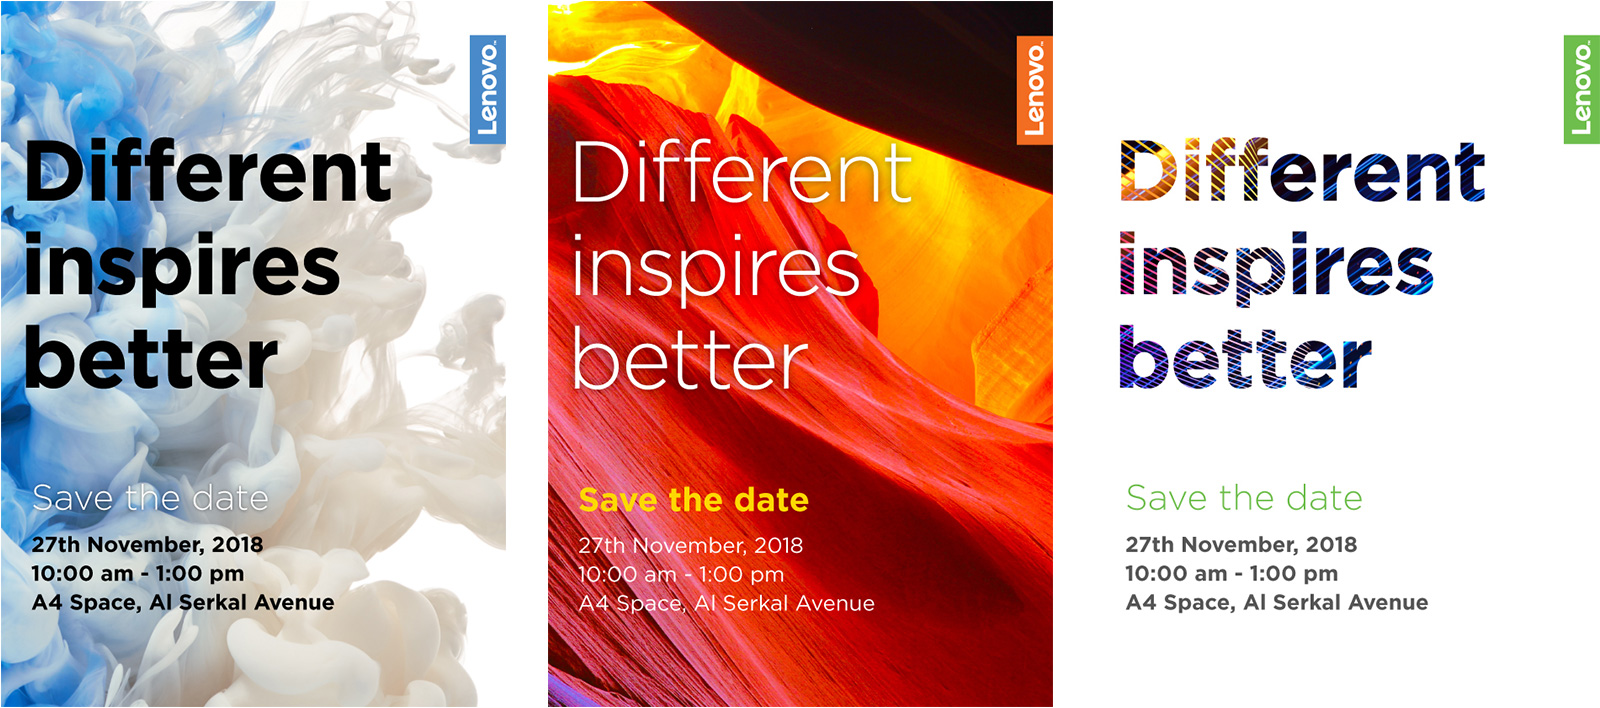 Lenovo
Different
inspires
better
Save the date
27th November, 2018
10:00 am - 1:00 pm
A4 Space, Al Serkal Avenue
Lenovo
Different
inspires
better
Save the date
27th November, 2018
10:00 am - 1:00 pm
A4 Space, Al Serkal Avenue
Lenovo
Different
inspires
better
Save the date
27th November, 2018
10:00 am - 1:00 pm
A4 Space, Al Serkal Avenue